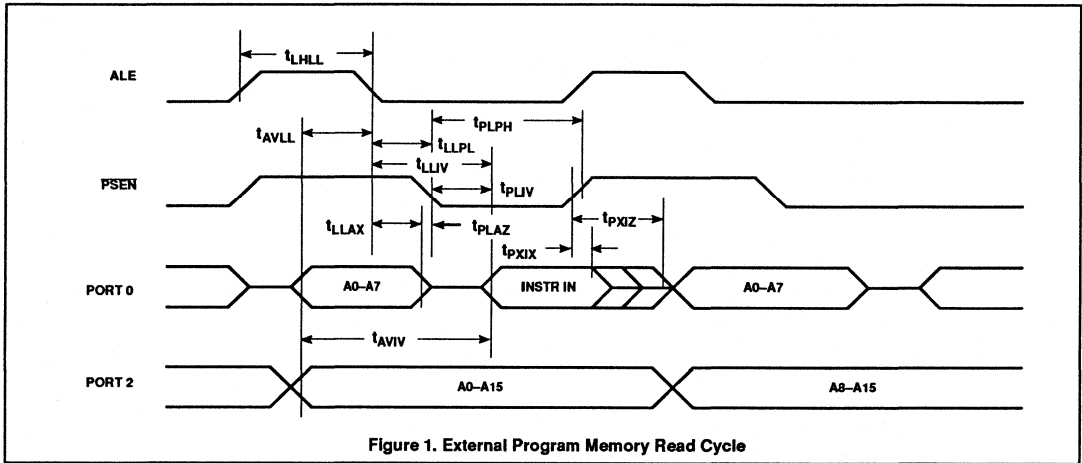 tLHLL
ALE
tPLPH
tAVLL
tLLPL
tLLIV
PSEN
tPLIV
tLLAX
tPLAZ
tPXIZ
tPXIX
PORT 0
A0–A7
INSTR IN
A0–A7
tAVIV
PORT 2
A0–A15
A8–A15
Figure 1. External Program Memory Read Cycle